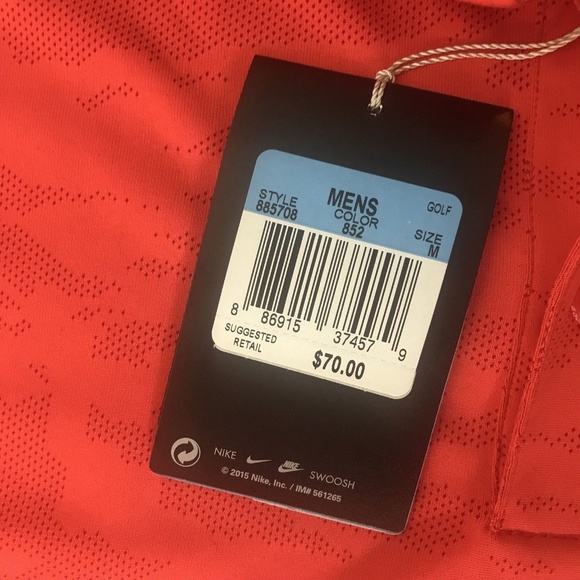 MENS GOLF
STYLE COLOR SIZE
885708 852 M
8 86915 37457 9
SUGGESTED
RETAIL $70.00
NIKE NIKE SWOOSH
© 2015 Nike, Inc. / IM# 561265